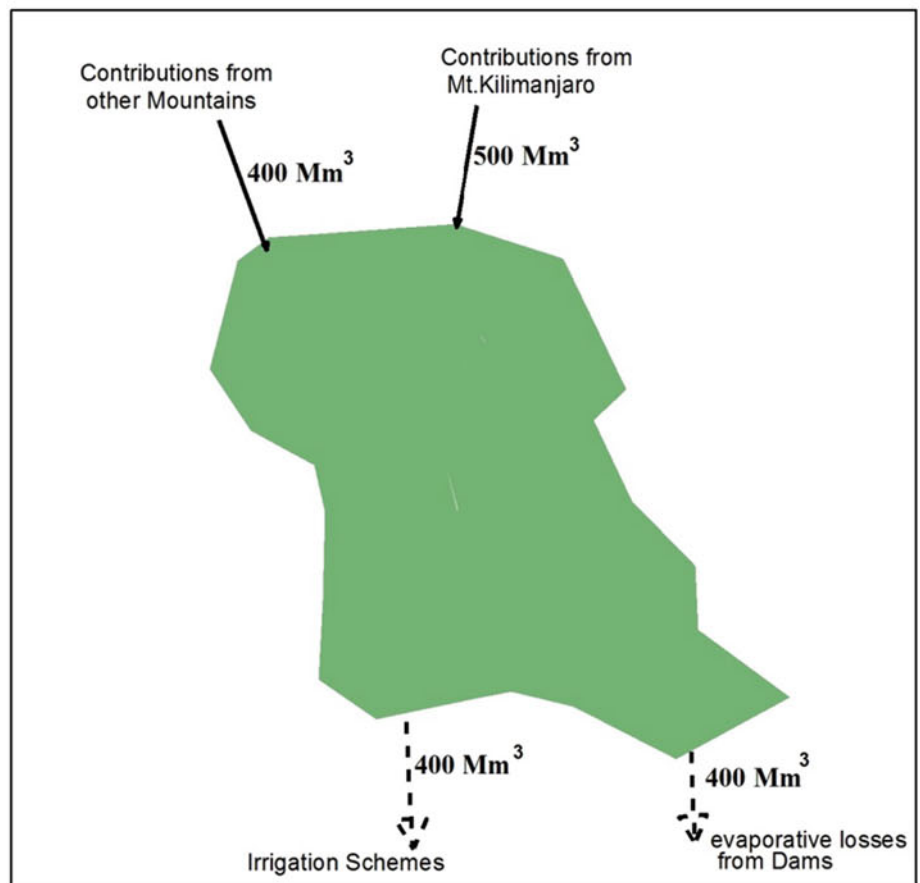 Contributions from
other Mountains
Contributions from
Mt.Kilimanjaro
400 Mm³
500 Mm³
400 Mm³
400 Mm³
Irrigation Schemes
evaporative losses
from Dams